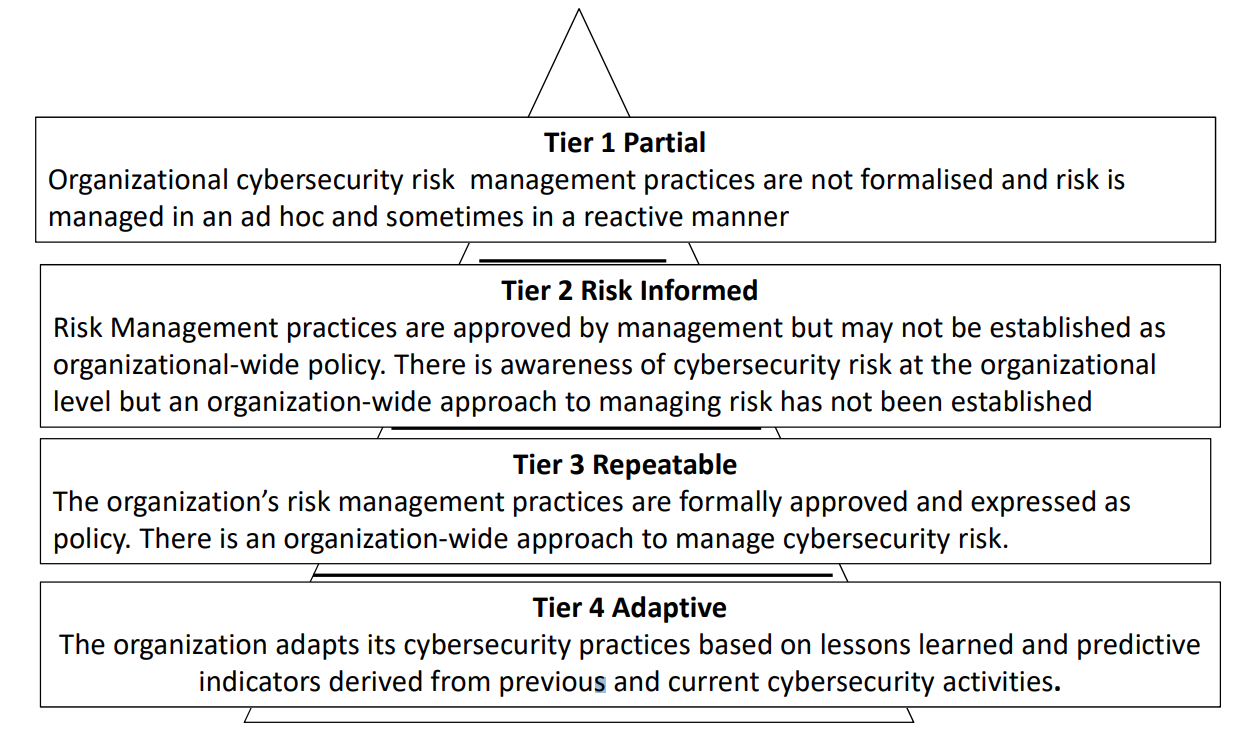 Tier 1 Partial
Organizational cybersecurity risk  management practices are not formalised and risk is
managed in an ad hoc and sometimes in a reactive manner
Tier 2 Risk Informed
Risk Management practices are approved by management but may not be established as
organizational-wide policy. There is awareness of cybersecurity risk at the organizational
level but an organization-wide approach to managing risk has not been established
Tier 3 Repeatable
The organization’s risk management practices are formally approved and expressed as
policy. There is an organization-wide approach to manage cybersecurity risk.
Tier 4 Adaptive
The organization adapts its cybersecurity practices based on lessons learned and predictive
indicators derived from previous and current cybersecurity activities.